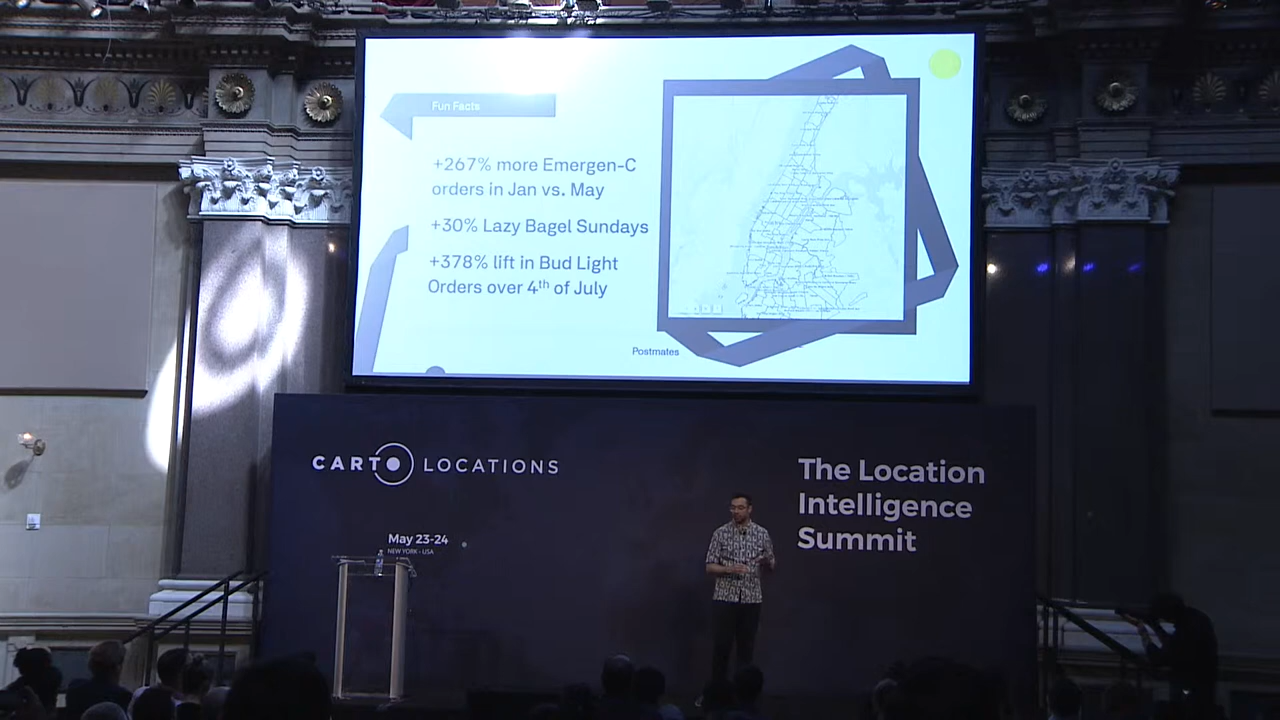 Fun Facts
+267% more Emergen-C
orders in Jan vs. May
+30% Lazy Bagel Sundays
+378% lift in Bud Light
Orders over 4th of July
Postmates
CARTO LOCATIONS
The Location
Intelligence
Summit
May 23-24
NEW YORK - USA